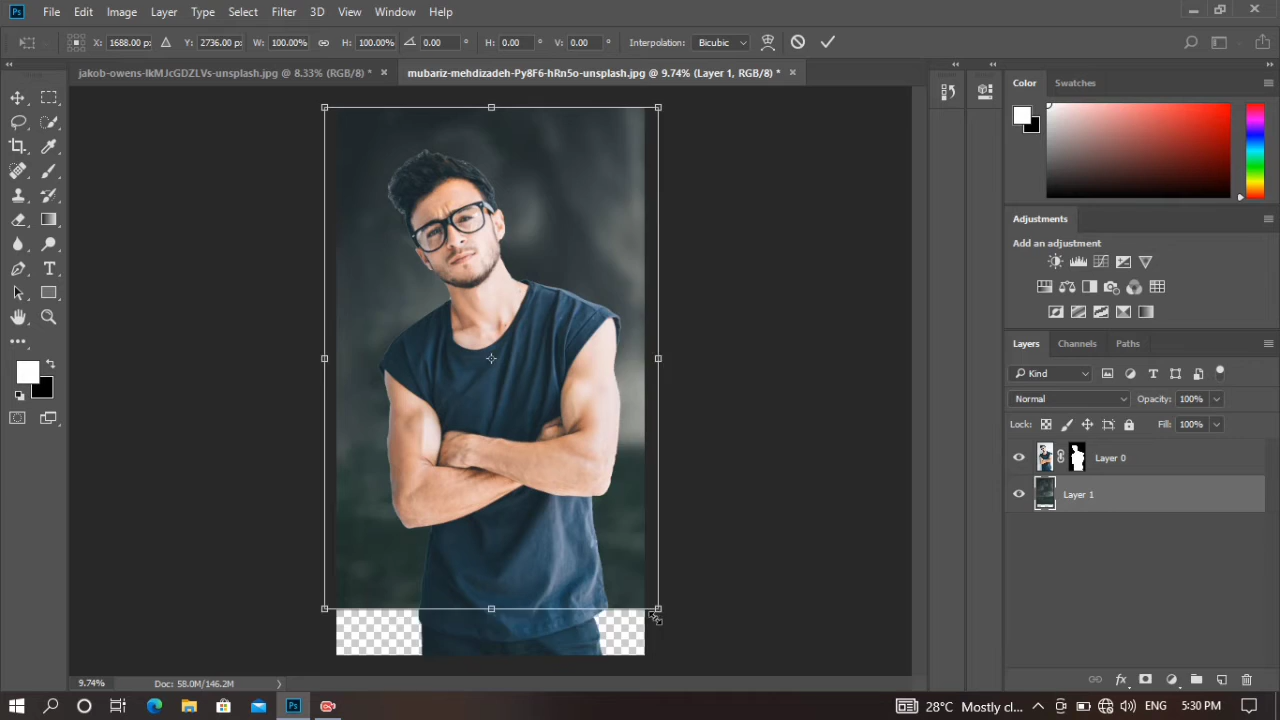 Ps File Edit Image Layer Type Select Filter 3D View Window Help
X: 1688.00 px Y: 2736.00 px W: 100.00% H: 100.00% 0.00 ° H: 0.00 ° V: 0.00 ° Interpolation: Bicubic
jakob-owens-IkMJcGDZLVs-unsplash.jpg @ 8.33% (RGB/8) * × mubariz-mehdizadeh-Py8F6-hRn5o-unsplash.jpg @ 9.74% (Layer 1, RGB/8) * ×
Color Swatches
Adjustments
Add an adjustment
Layers Channels Paths
Kind
Normal Opacity: 100%
Lock: Fill: 100%
Layer 0
Layer 1
9.74% Doc: 58.0M/146.2M
Ps 28°C Mostly cl... ENG 5:30 PM